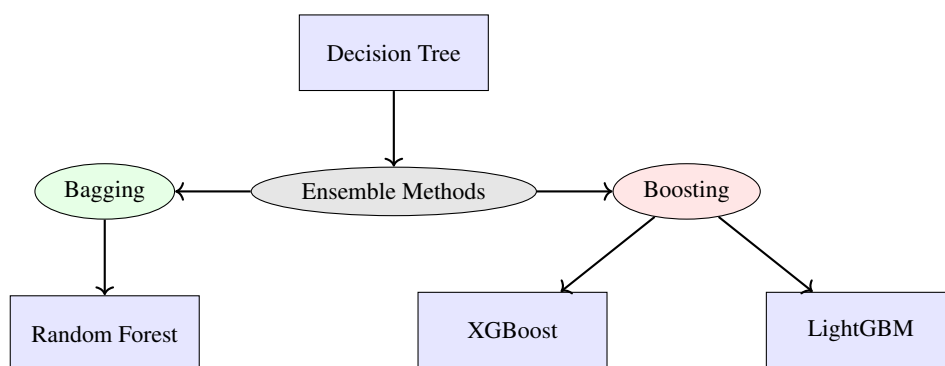 Decision Tree
Bagging
Ensemble Methods
Boosting
Random Forest
XGBoost
LightGBM